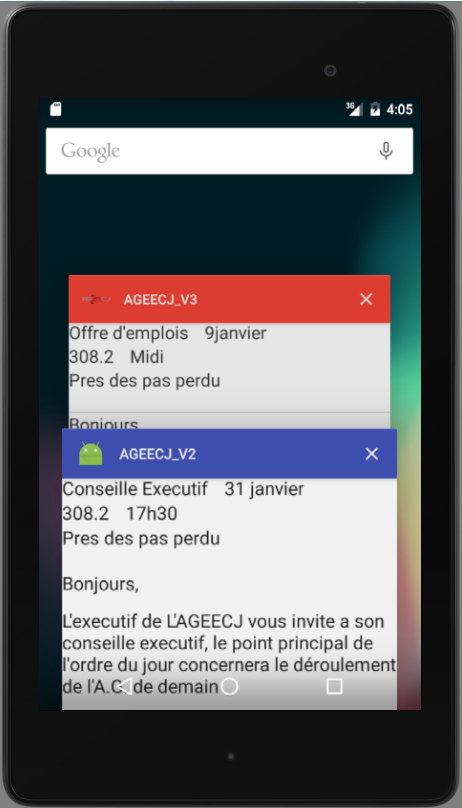 3G 4:05
Google
AGEECJ_V3
Offre d'emplois 9janvier
308.2 Midi
Pres des pas perdu
Bonjours
AGEECJ_V2
Conseille Executif 31 janvier
308.2 17h30
Pres des pas perdu
Bonjours,
L'executif de L'AGEECJ vous invite a son
conseille executif, le point principal de
l'ordre du jour concernera le déroulement
de l'A.G de demain